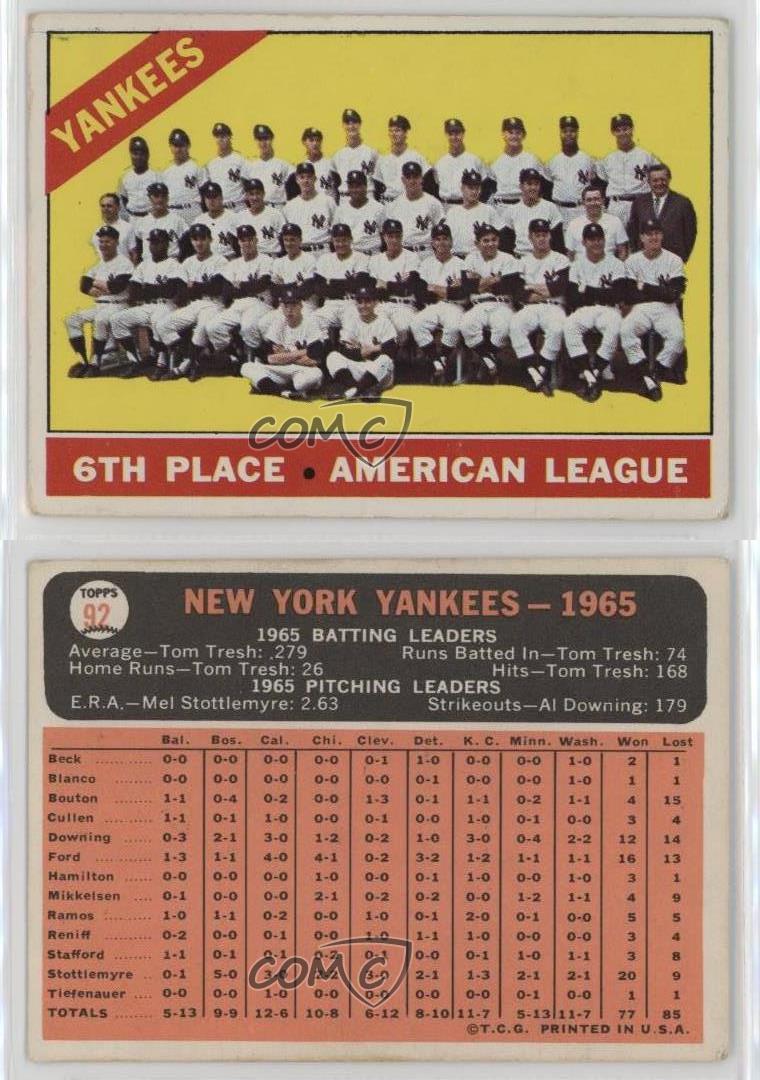 YANKEES
COMC
6TH PLACE • AMERICAN LEAGUE
TOPPS
92
NEW YORK YANKEES — 1965
1965 BATTING LEADERS
Average—Tom Tresh: .279 Runs Batted In—Tom Tresh: 74
Home Runs—Tom Tresh: 26 Hits—Tom Tresh: 168
1965 PITCHING LEADERS
E.R.A.—Mel Stottlemyre: 2.63 Strikeouts—Al Downing: 179
Bal. Bos. Cal. Chi. Clev. Det. K. C. Minn. Wash. Won Lost
Beck ........... 0-0 0-0 0-0 0-0 0-1 1-0 0-0 0-0 1-0 2 1
Blanco ......... 0-0 0-0 0-0 0-0 0-0 0-1 0-0 0-0 1-0 1 1
Bouton ........ 1-1 0-4 0-2 0-0 1-3 0-1 1-1 0-2 1-1 4 15
Cullen ......... 1-1 0-1 1-0 0-0 0-0 0-0 1-0 0-1 0-0 3 4
Downing ...... 0-3 2-1 3-0 1-2 0-2 1-0 3-0 0-4 2-2 12 14
Ford ........... 1-3 1-1 4-0 4-1 0-2 3-2 1-2 1-1 1-1 16 13
Hamilton ...... 0-0 0-0 0-0 1-0 0-0 0-1 1-0 0-0 1-0 3 1
Mikkelsen .... 0-1 0-0 0-0 2-1 0-2 0-2 0-0 1-2 1-1 4 9
Ramos ......... 1-0 1-1 0-2 0-0 1-0 0-1 2-0 0-1 0-0 5 5
Reniff .......... 0-2 0-0 0-1 0-0 1-0 1-1 1-0 0-0 0-0 3 4
Stafford ....... 1-1 0-1 0-1 0-2 0-1 0-0 0-1 1-1 1-0 3 8
Stottlemyre .. 0-1 5-0 3-0 2-2 3-0 2-1 1-3 2-1 2-1 20 9
Tiefenauer .... 0-0 0-0 1-0 0-0 0-0 0-0 0-0 0-1 0-0 1 1
TOTALS ....... 5-13 9-9 12-6 10-8 6-12 8-10 11-7 5-13 11-7 77 85
COMC
©T.C.G. PRINTED IN U.S.A.